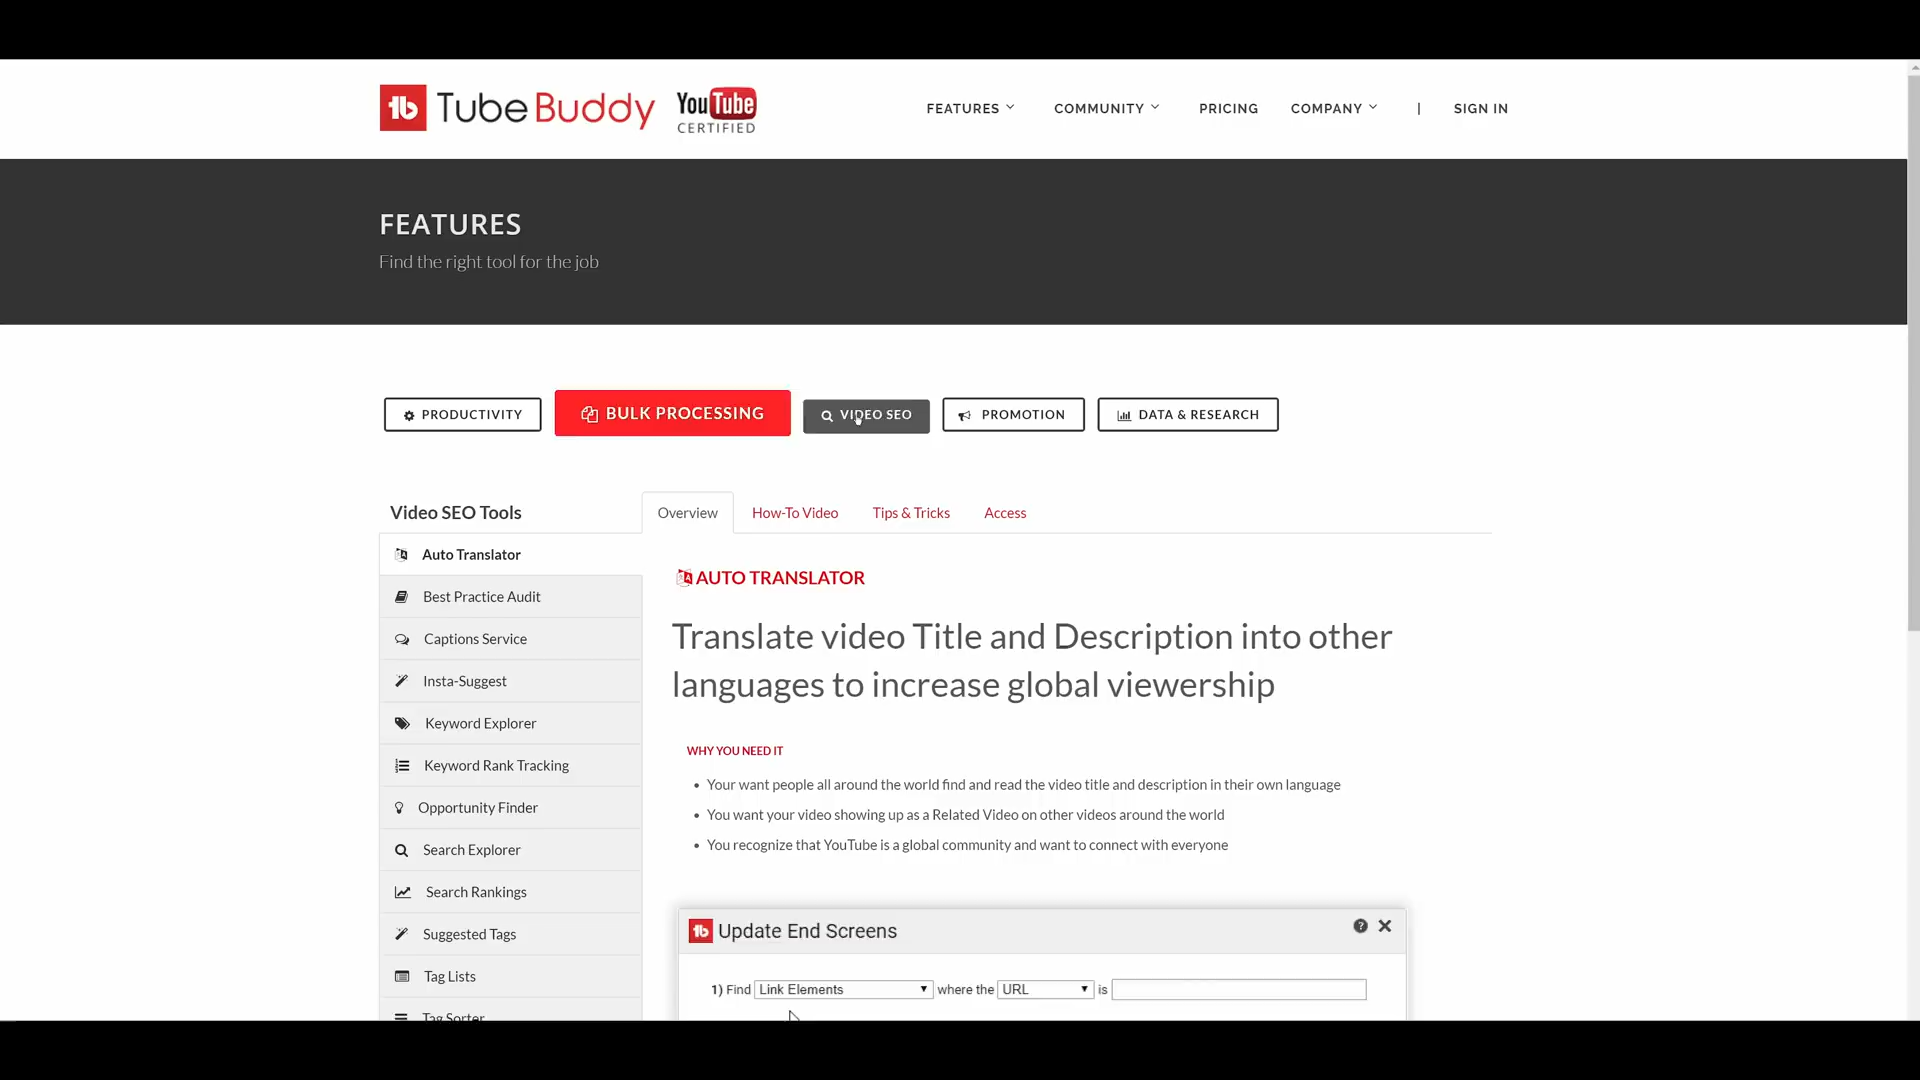 TubeBuddy YouTube CERTIFIED
FEATURES COMMUNITY PRICING COMPANY | SIGN IN
FEATURES
Find the right tool for the job
PRODUCTIVITY BULK PROCESSING VIDEO SEO PROMOTION DATA & RESEARCH
Video SEO Tools
Auto Translator
Best Practice Audit
Captions Service
Insta-Suggest
Keyword Explorer
Keyword Rank Tracking
Opportunity Finder
Search Explorer
Search Rankings
Suggested Tags
Tag Lists
Tag Sorter
Overview How-To Video Tips & Tricks Access
AUTO TRANSLATOR
Translate video Title and Description into other
languages to increase global viewership
WHY YOU NEED IT
• Your want people all around the world find and read the video title and description in their own language
• You want your video showing up as a Related Video on other videos around the world
• You recognize that YouTube is a global community and want to connect with everyone
Update End Screens
1) Find Link Elements where the URL is